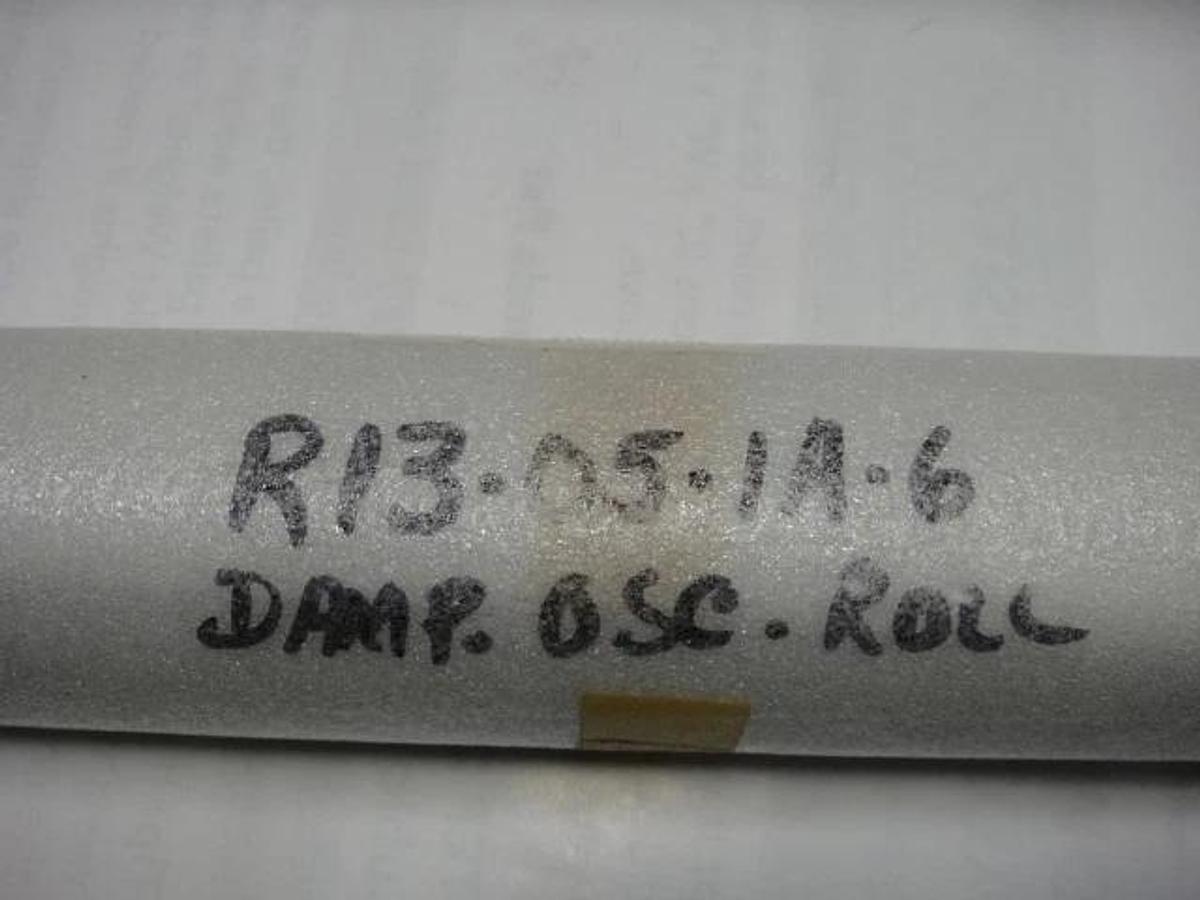 R13.05.1A.6
DAMP. OSC. ROLL